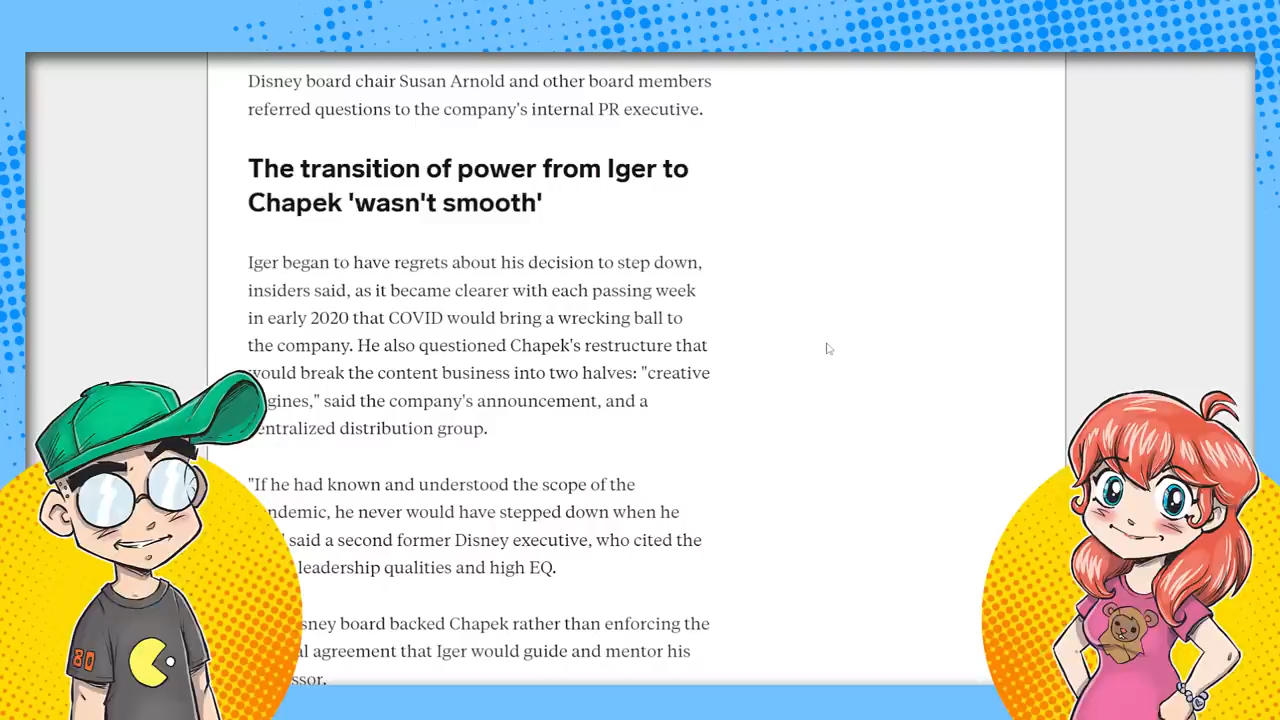 Disney board chair Susan Arnold and other board members
referred questions to the company's internal PR executive.
The transition of power from Iger to
Chapek 'wasn't smooth'
Iger began to have regrets about his decision to step down,
insiders said, as it became clearer with each passing week
in early 2020 that COVID would bring a wrecking ball to
the company. He also questioned Chapek's restructure that
would break the content business into two halves: "creative
gines," said the company's announcement, and a
entralized distribution group.
"If he had known and understood the scope of the
ndemic, he never would have stepped down when he
said a second former Disney executive, who cited the
leadership qualities and high EQ.
sney board backed Chapek rather than enforcing the
al agreement that Iger would guide and mentor his
ssor.
80